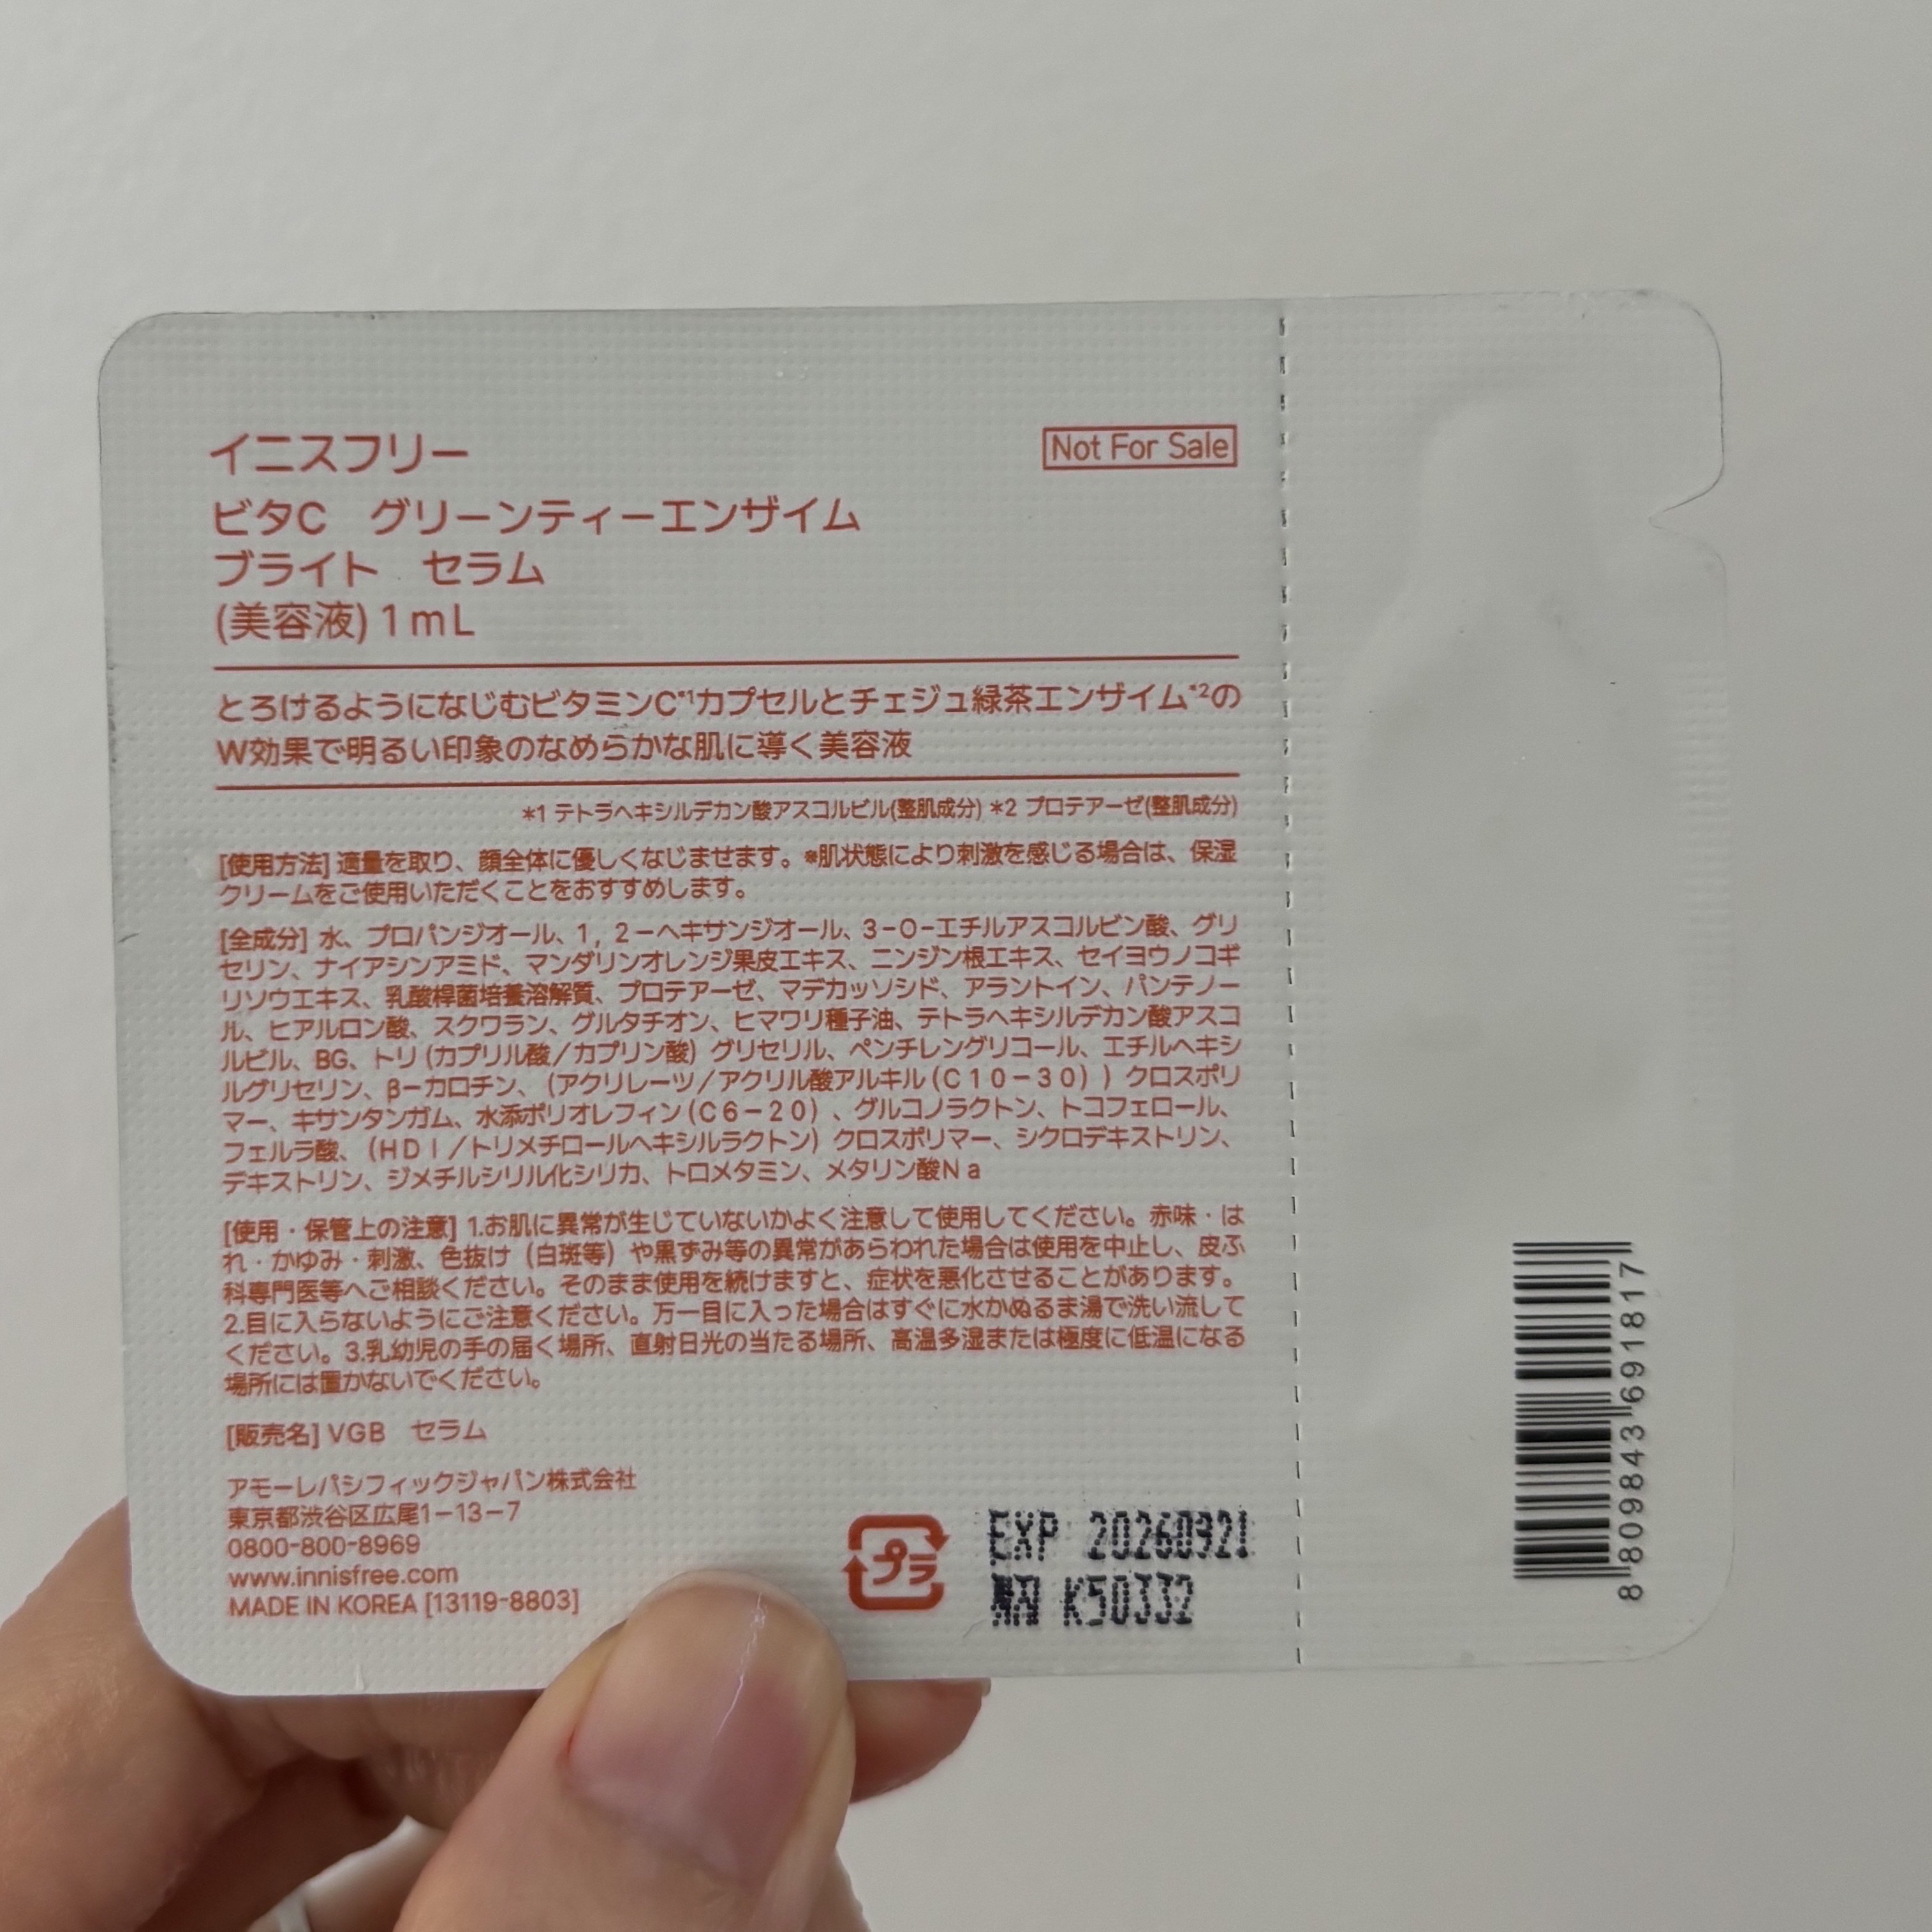 イニスフリー
Not For Sale
ビタC　グリーンティーエンザイム
ブライト　セラム
(美容液) 1mL
とろけるようになじむビタミンC*1カプセルとチェジュ緑茶エンザイム*2の
W効果で明るい印象のなめらかな肌に導く美容液
*1 テトラヘキシルデカン酸アスコルビル(整肌成分) *2 プロテアーゼ(整肌成分)
[使用方法] 適量を取り、顔全体に優しくなじませます。※肌状態により刺激を感じる場合は、保湿
クリームをご使用いただくことをおすすめします。
[全成分] 水、プロパンジオール、1, 2－ヘキサンジオール、3-O-エチルアスコルビン酸、グリ
セリン、ナイアシンアミド、マンダリンオレンジ果皮エキス、ニンジン根エキス、セイヨウノコギ
リソウエキス、乳酸桿菌培養溶解質、プロテアーゼ、マデカッソシド、アラントイン、パンテノー
ル、ヒアルロン酸、スクワラン、グルタチオン、ヒマワリ種子油、テトラヘキシルデカン酸アスコ
ルビル、BG、トリ (カプリル酸／カプリン酸) グリセリル、ペンチレングリコール、エチルヘキシ
ルグリセリン、β－カロチン、(アクリレーツ／アクリル酸アルキル (C10－30) ) クロスポリ
マー、キサンタンガム、水添ポリオレフィン (C6－20) 、グルコノラクトン、トコフェロール、
フェルラ酸、(HDI／トリメチロールヘキシルラクトン) クロスポリマー、シクロデキストリン、
デキストリン、ジメチルシリル化シリカ、トロメタミン、メタリン酸Na
[使用・保管上の注意] 1.お肌に異常が生じていないかよく注意して使用してください。赤味・は
れ・かゆみ・刺激、色抜け (白斑等) や黒ずみ等の異常があらわれた場合は使用を中止し、皮ふ
科専門医等へご相談ください。そのまま使用を続けますと、症状を悪化させることがあります。
2.目に入らないようにご注意ください。万一目に入った場合はすぐに水かぬるま湯で洗い流して
ください。3.乳幼児の手の届く場所、直射日光の当たる場所、高温多湿または極度に低温になる
場所には置かないでください。
[販売名] VGB　セラム
アモーレパシフィックジャパン株式会社
東京都渋谷区広尾1－13－7
0800-800-8969
www.innisfree.com
MADE IN KOREA [13119-8803]
プラ
EXP 20260921
K50332
8 809843 691817